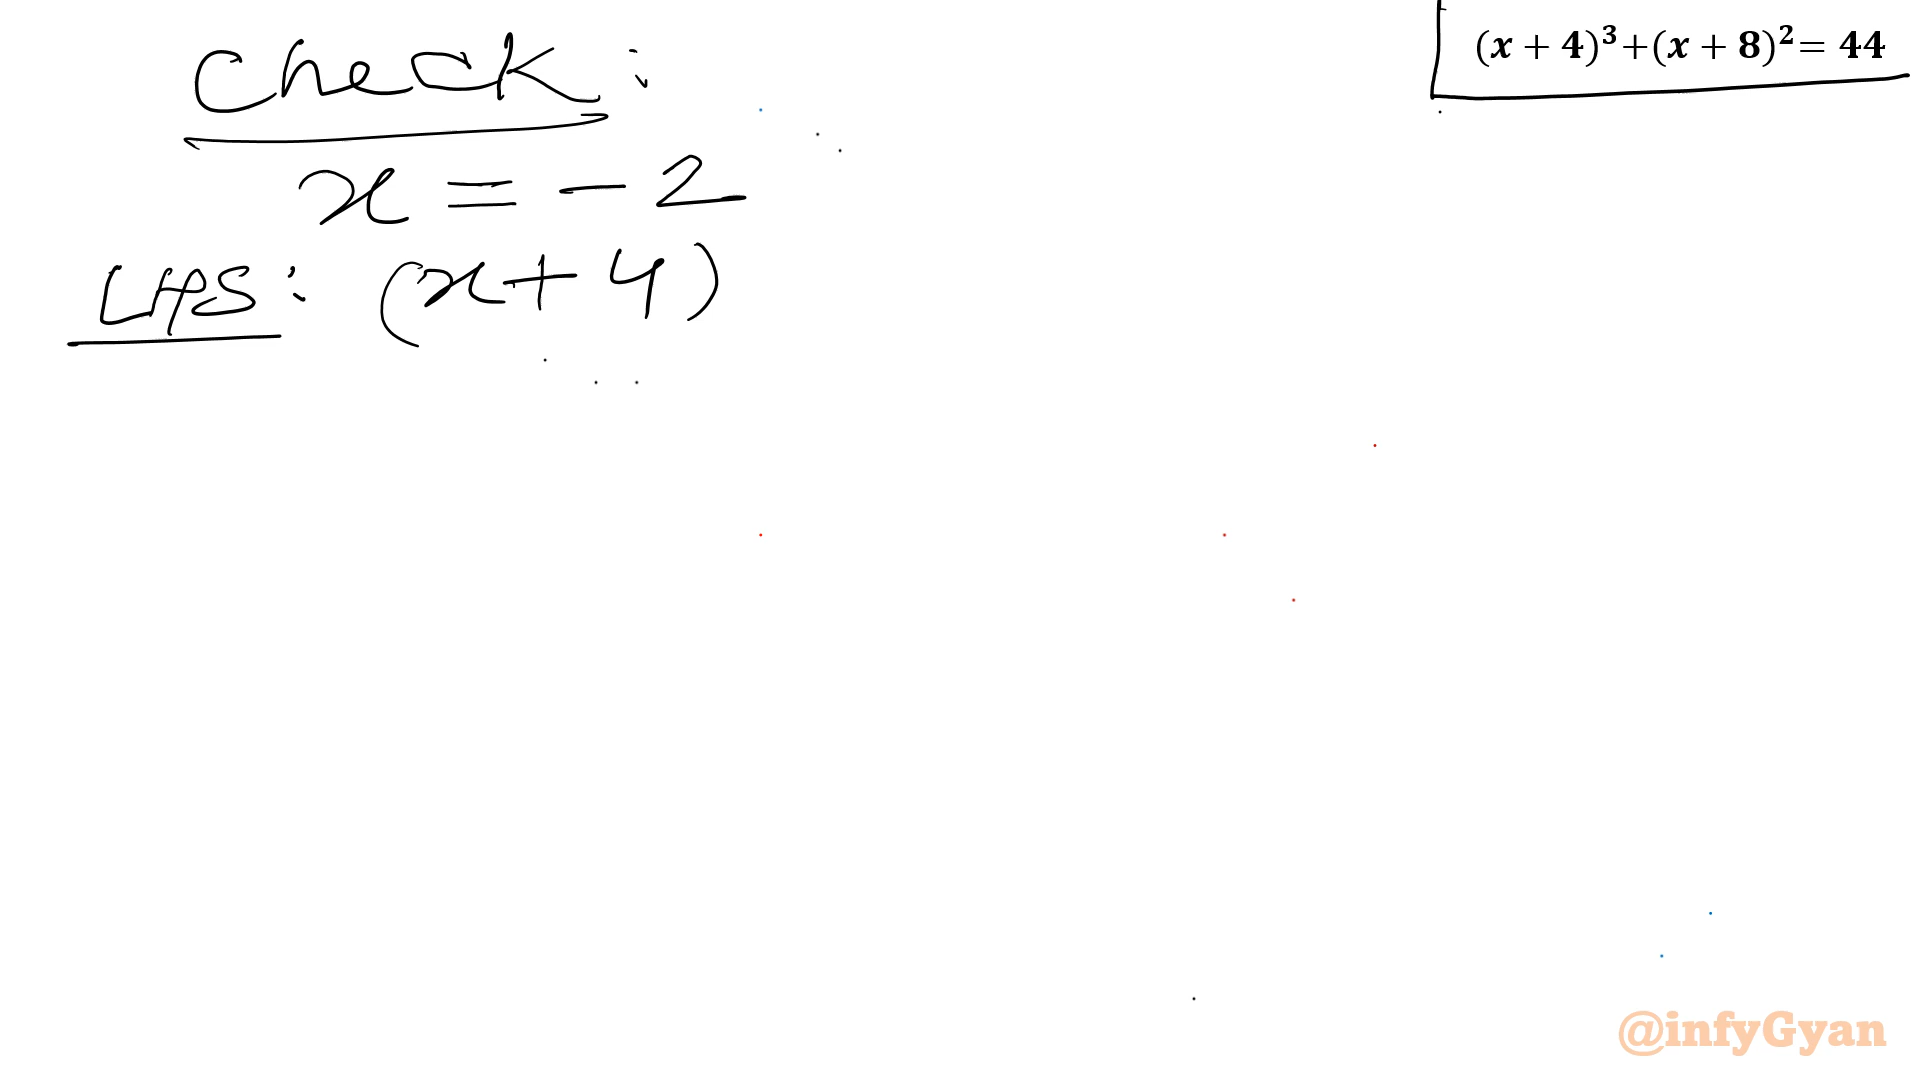 Check:
(x + 4)³+(x + 8)²= 44
x = - 2
LHS: (x+4)
@infyGyan